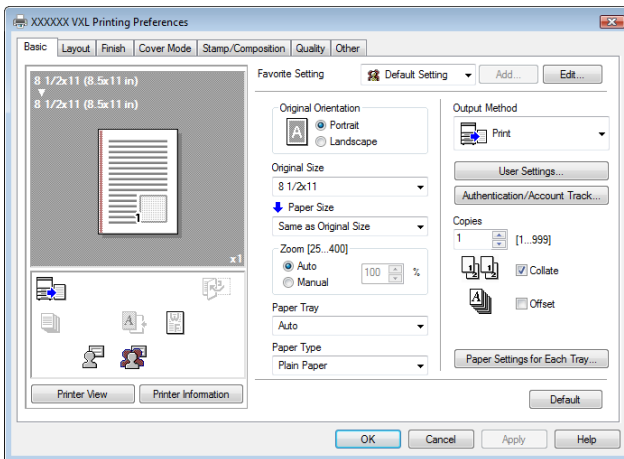 XXXXXX VXL Printing Preferences
Basic Layout Finish Cover Mode Stamp/Composition Quality Other
8 1/2x11 (8.5x11 in)
8 1/2x11 (8.5x11 in)
1
x1
Printer View Printer Information
Favorite Setting Default Setting Add... Edit...
Original Orientation
A
Portrait
Landscape
Original Size
8 1/2x11
Paper Size
Same as Original Size
Zoom [25...400]
Auto
Manual
100 %
Paper Tray
Auto
Paper Type
Plain Paper
Output Method
Print
User Settings...
Authentication/Account Track...
Copies
1 [1...999]
Collate
Offset
Paper Settings for Each Tray...
Default
OK Cancel Apply Help